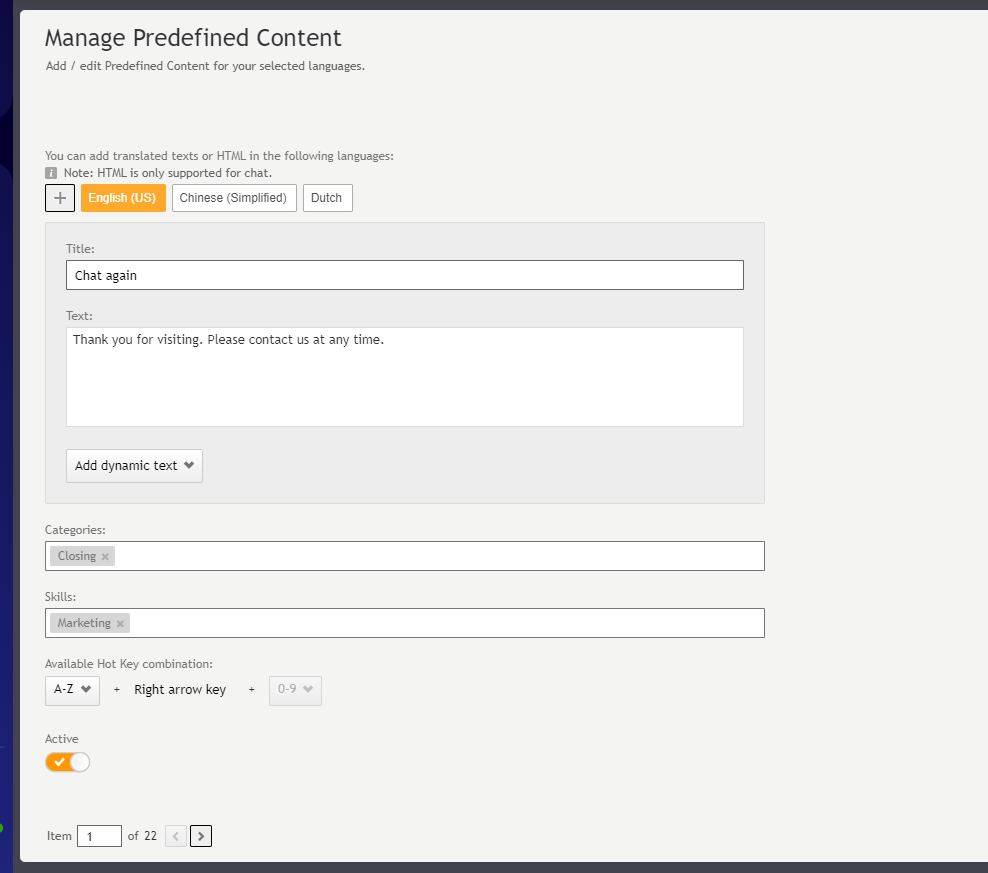 Manage Predefined Content
Add / edit Predefined Content for your selected languages.
You can add translated texts or HTML in the following languages:
i Note: HTML is only supported for chat.
+ English (US) Chinese (Simplified) Dutch
Title:
Chat again
Text:
Thank you for visiting. Please contact us at any time.
Add dynamic text
Categories:
Closing ×
Skills:
Marketing ×
Available Hot Key combination:
A-Z + Right arrow key + 0-9
Active
Item 1 of 22 < >